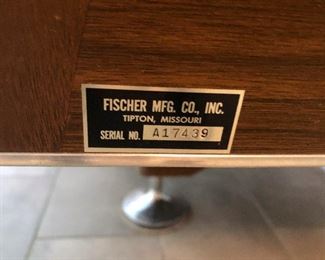 FISCHER MFG. CO., INC.
TIPTON, MISSOURI
SERIAL NO. A17439